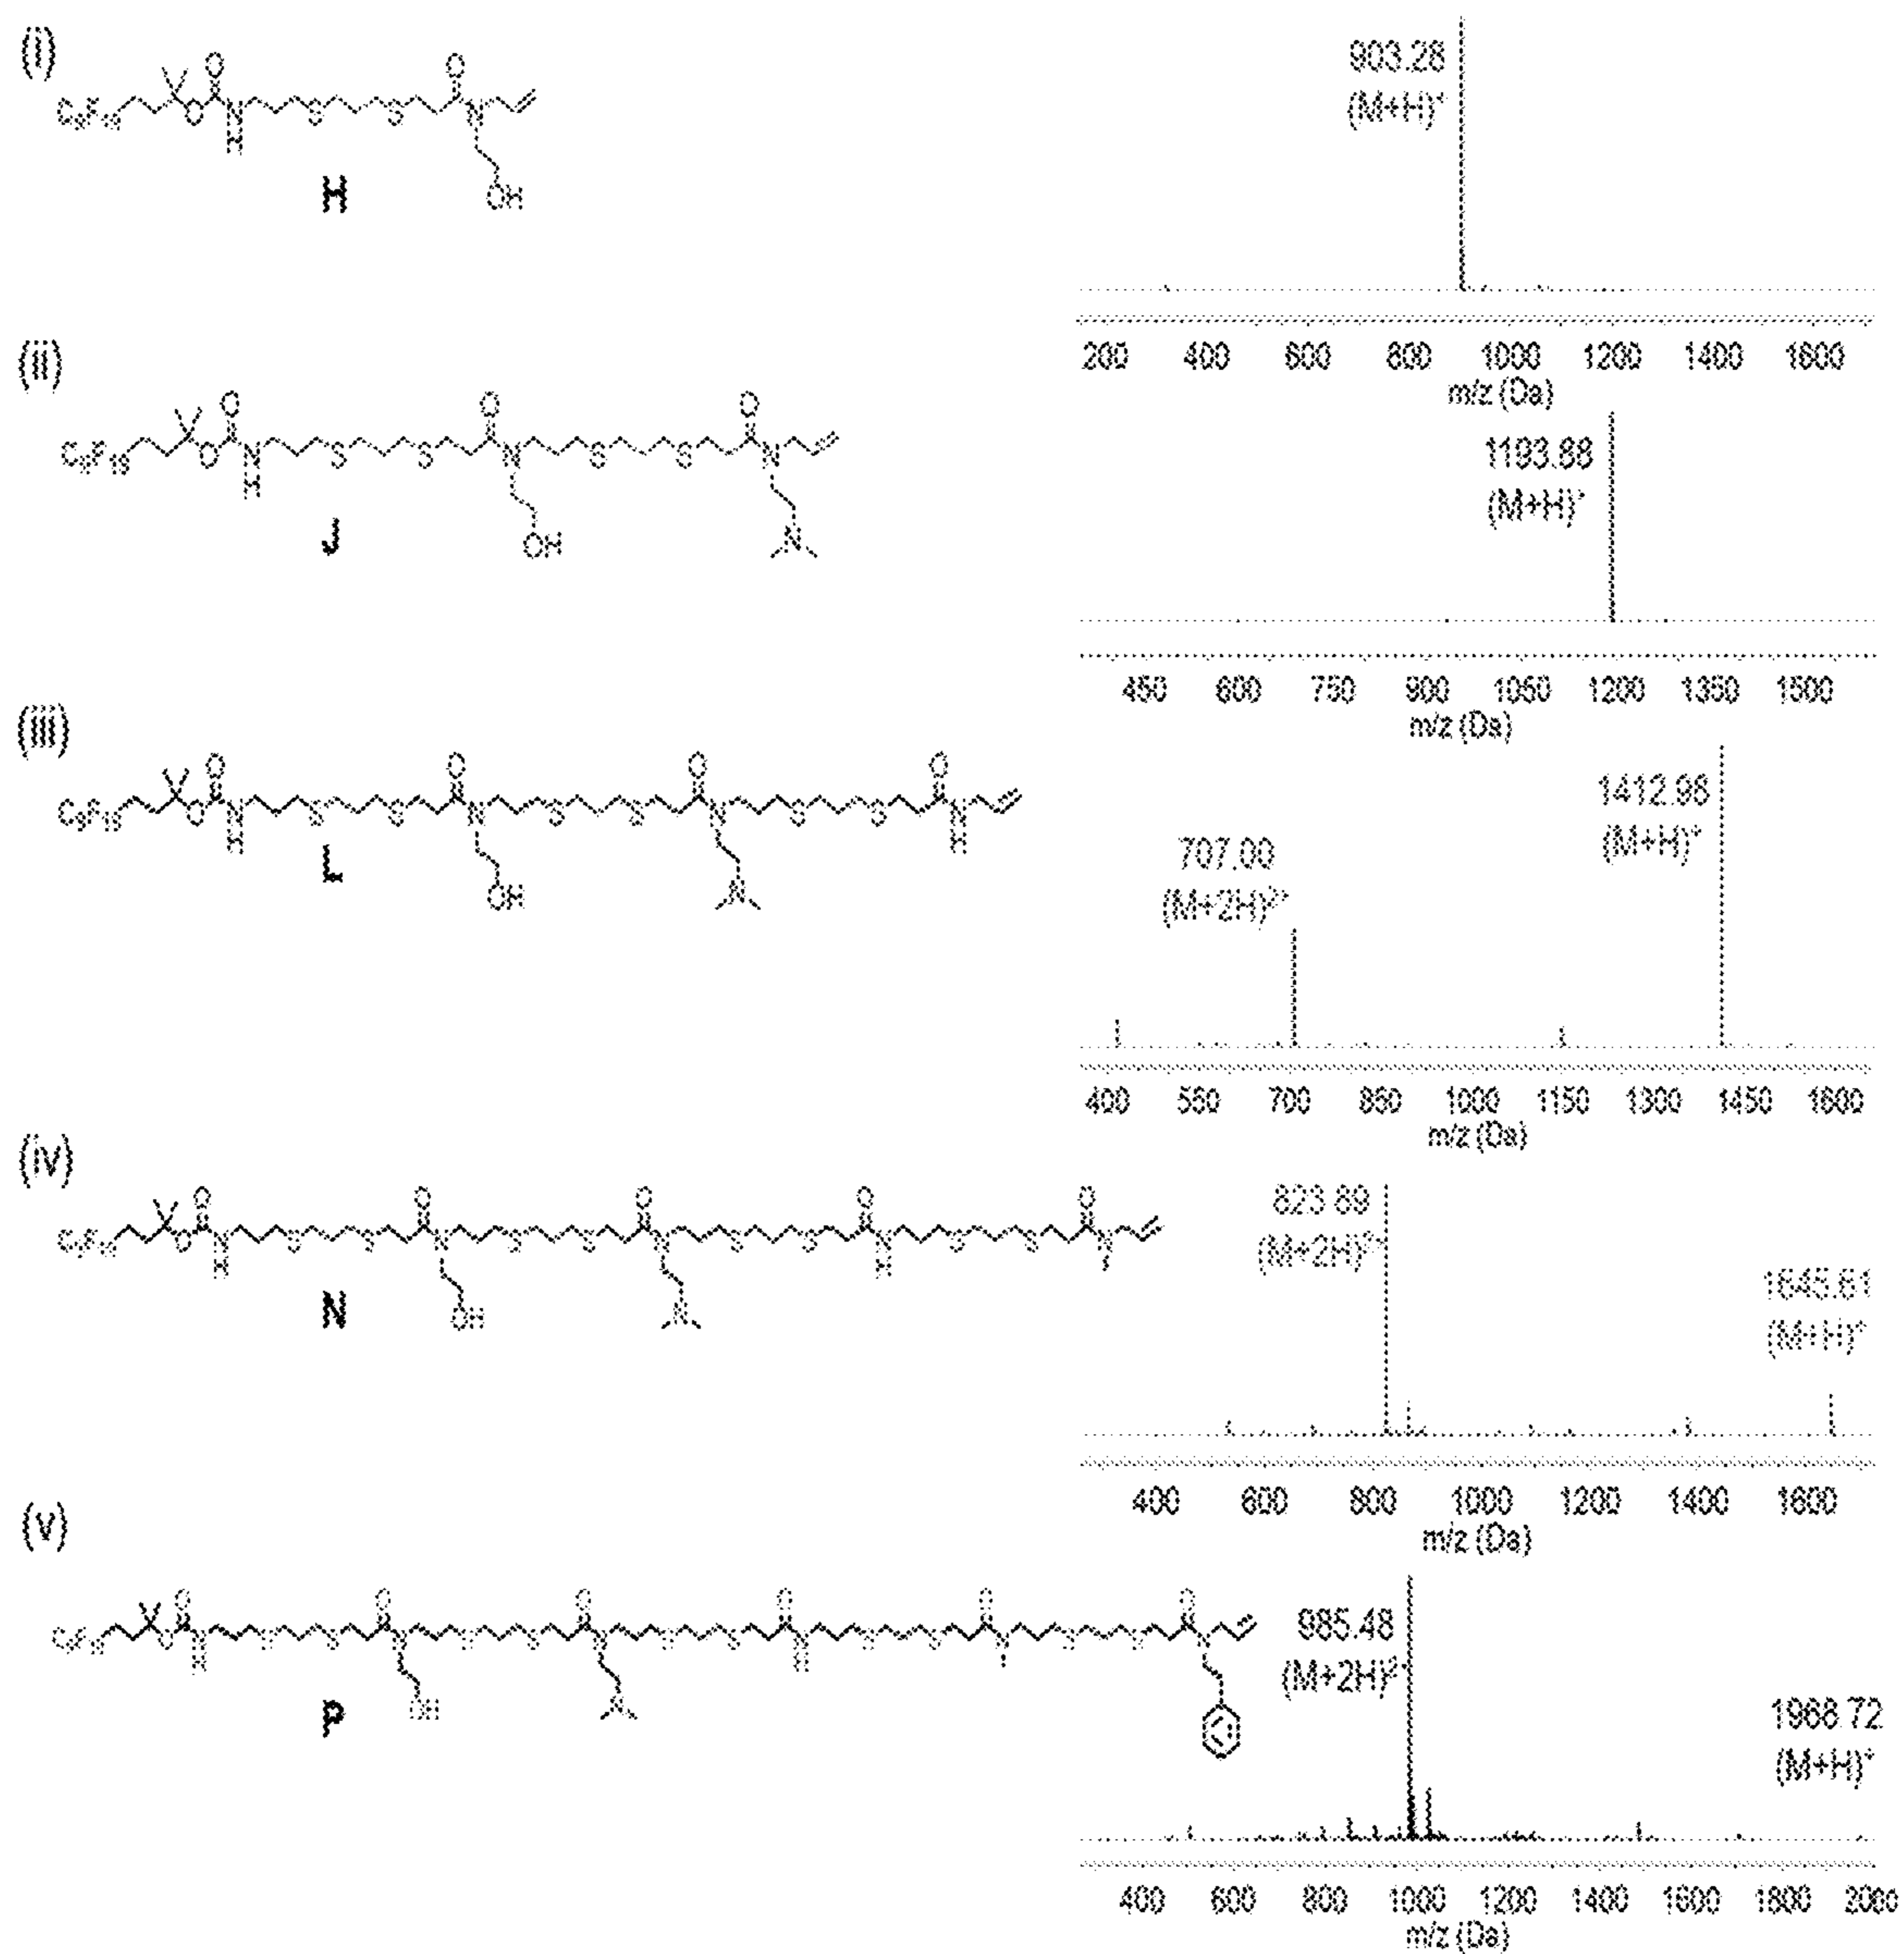 (i)
O
C₉F₁₉
O
N
H
S
S
O
N
OH
H
903.28
(M+H)⁺
200 400 600 800 1000 1200 1400 1600
m/z (Da)
(ii)
O
O
O
C₉F₁₉
O
N
H
S
S
N
S
S
N
OH
N
J
1193.88
(M+H)⁺
450 600 750 900 1050 1200 1350 1500
m/z (Da)
(iii)
O
O
O
O
C₉F₁₉
O
N
H
S
S
N
S
S
N
S
S
N
H
OH
N
L
1412.98
(M+H)⁺
707.00
(M+2H)²⁺
400 550 700 850 1000 1150 1300 1450 1600
m/z (Da)
(iv)
O
O
O
O
O
C₉F₁₉
O
N
H
S
S
N
S
S
N
S
S
N
H
S
S
N
OH
N
N
823.89
(M+2H)²⁺
1645.61
(M+H)⁺
400 600 800 1000 1200 1400 1600
m/z (Da)
(v)
O
O
O
O
O
O
C₉F₁₉
O
N
H
S
S
N
S
S
N
S
S
N
H
S
S
N
S
S
N
OH
N
P
985.48
(M+2H)²⁺
1968.72
(M+H)⁺
400 600 800 1000 1200 1400 1600 1800 2000
m/z (Da)